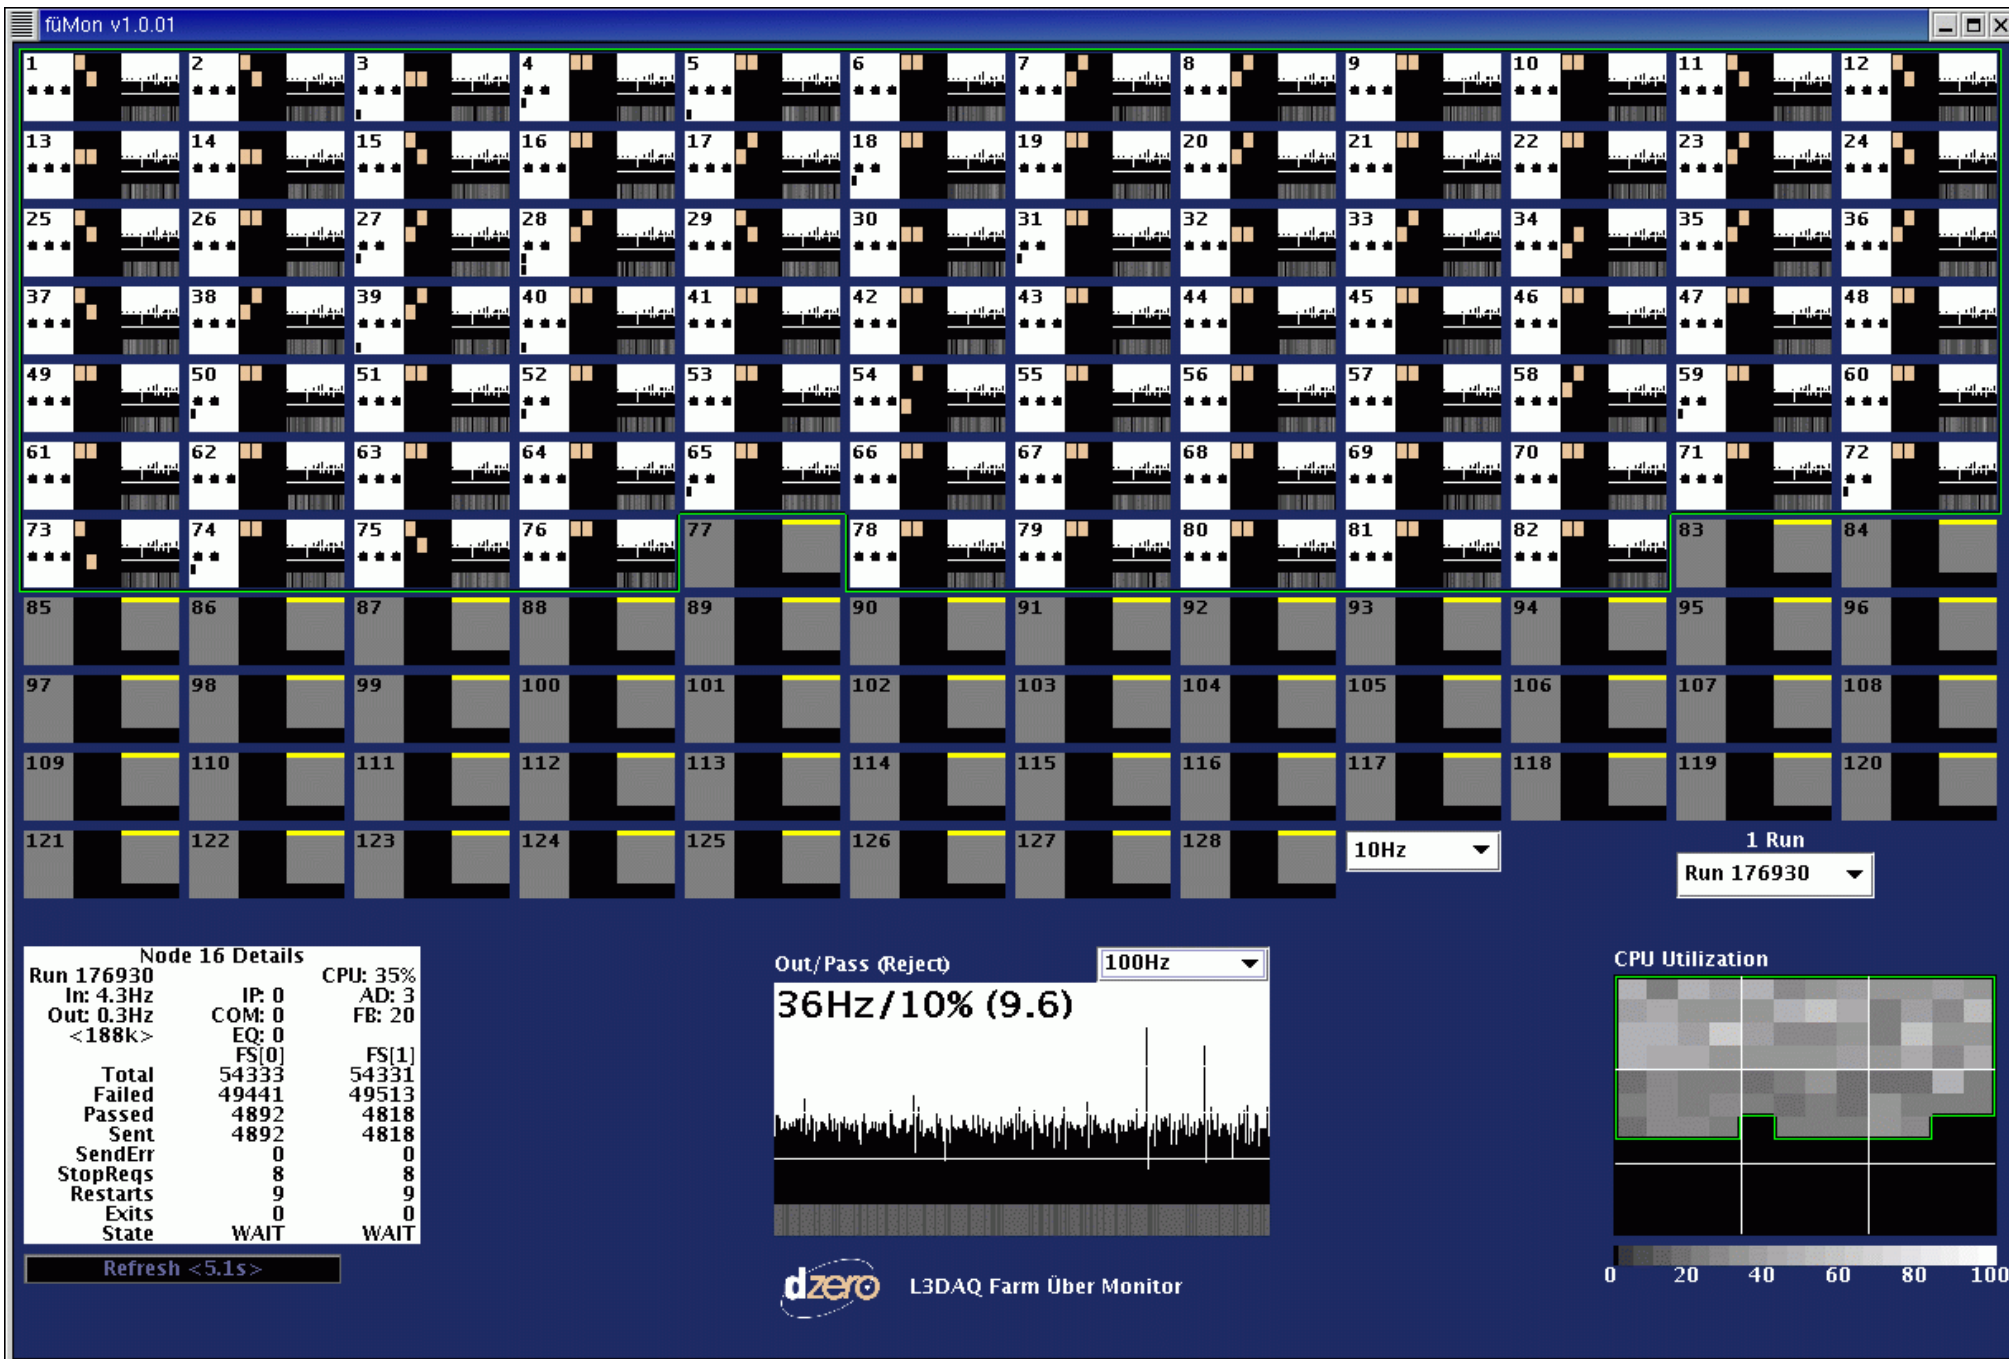 füMon v1.0.01
1 2 3 4 5 6 7 8 9 10 11 12
13 14 15 16 17 18 19 20 21 22 23 24
25 26 27 28 29 30 31 32 33 34 35 36
37 38 39 40 41 42 43 44 45 46 47 48
49 50 51 52 53 54 55 56 57 58 59 60
61 62 63 64 65 66 67 68 69 70 71 72
73 74 75 76 77 78 79 80 81 82 83 84
85 86 87 88 89 90 91 92 93 94 95 96
97 98 99 100 101 102 103 104 105 106 107 108
109 110 111 112 113 114 115 116 117 118 119 120
121 122 123 124 125 126 127 128
10Hz
1 Run
Run 176930
Node 16 Details
Run 176930 CPU: 35%
In: 4.3Hz IP: 0 AD: 3
Out: 0.3Hz COM: 0 FB: 20
<188k> EQ: 0
FS[0] FS[1]
Total 54333 54331
Failed 49441 49513
Passed 4892 4818
Sent 4892 4818
SendErr 0 0
StopReqs 8 8
Restarts 9 9
Exits 0 0
State WAIT WAIT
Refresh <5.1s>
Out/Pass (Reject)
100Hz
36Hz/10% (9.6)
dzero
L3DAQ Farm Über Monitor
CPU Utilization
0 20 40 60 80 100